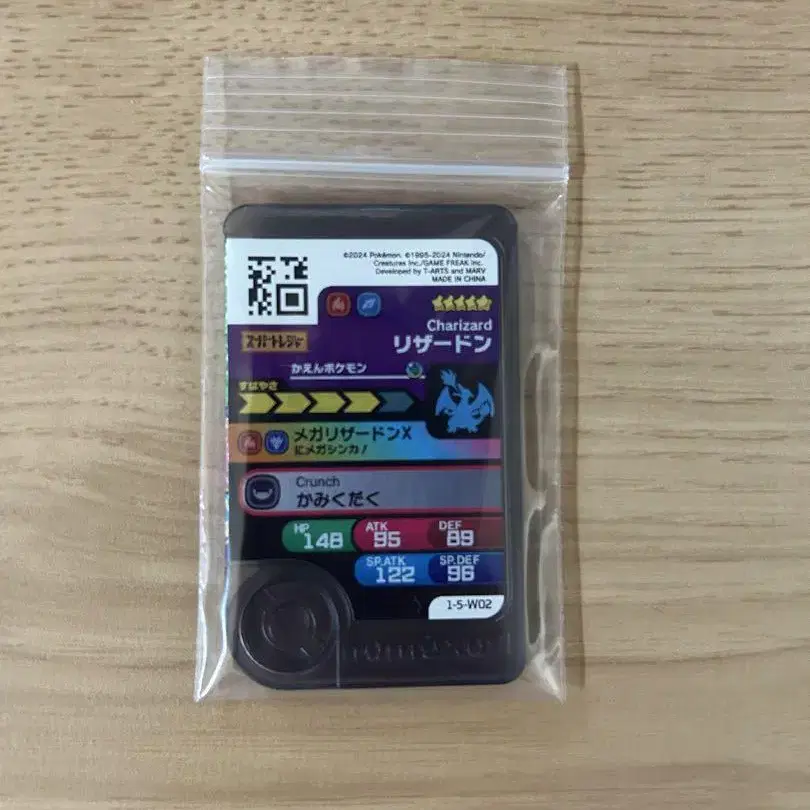 ©2024 Pokémon. ©1995-2024 Nintendo/
Creatures Inc./GAME FREAK Inc.
Developed by T-ARTS and MARV
MADE IN CHINA
スーパートレジャー
Charizard
リザードン
かえんポケモン
すばやさ
メガリザードンX
にメガシンカ!
Crunch
かみくだく
HP 148
ATK 95
DEF 89
SP.ATK 122
SP.DEF 96
1-5-W02